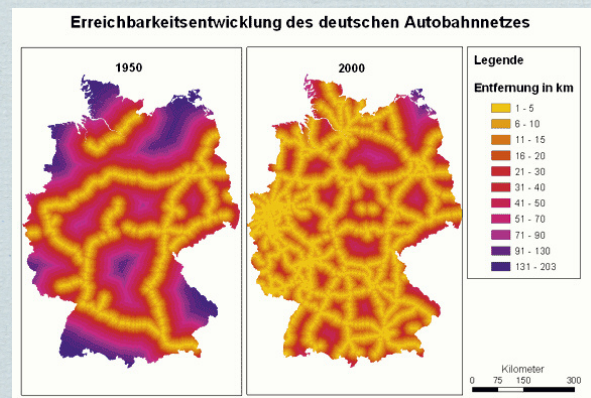 Erreichbarkeitsentwicklung des deutschen Autobahnnetzes
1950
2000
Legende
Entfernung in km
1 - 5
6 - 10
11 - 15
16 - 20
21 - 30
31 - 40
41 - 50
51 - 70
71 - 90
91 - 130
131 - 203
Kilometer
0 75 150 300